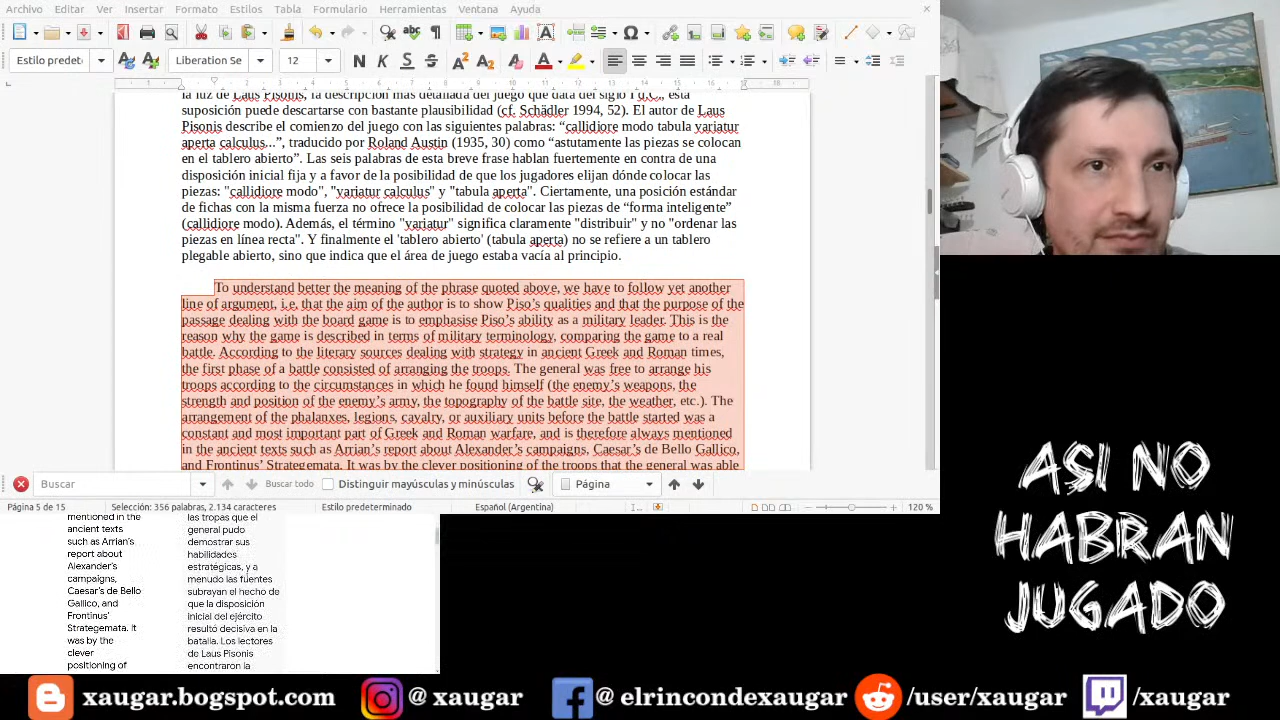 Archivo Editar Ver Insertar Formato Estilos Tabla Formulario Herramientas Ventana Ayuda
Estilo predet
Liberation Se
12
N K S
1 1 2 3 4 5 6 7 8 9 10 11 12 13 14 15 16 17 18
la luz de Laus Pisonis, la descripción más detallada del juego que data del siglo I d.C., esta
suposición puede descartarse con bastante plausibilidad (cf. Schädler 1994, 52). El autor de Laus
Pisonis describe el comienzo del juego con las siguientes palabras: “callidiore modo tabula variatur
aperta calculus...”, traducido por Roland Austin (1935, 30) como “astutamente las piezas se colocan
en el tablero abierto”. Las seis palabras de esta breve frase hablan fuertemente en contra de una
disposición inicial fija y a favor de la posibilidad de que los jugadores elijan dónde colocar las
piezas: "callidiore modo", "variatur calculus" y "tabula aperta". Ciertamente, una posición estándar
de fichas con la misma fuerza no ofrece la posibilidad de colocar las piezas de “forma inteligente”
(callidiore modo). Además, el término "variatur" significa claramente "distribuir" y no "ordenar las
piezas en línea recta". Y finalmente el 'tablero abierto' (tabula aperta) no se refiere a un tablero
plegable abierto, sino que indica que el área de juego estaba vacía al principio.
To understand better the meaning of the phrase quoted above, we have to follow yet another
line of argument, i.e, that the aim of the author is to show Piso’s qualities and that the purpose of the
passage dealing with the board game is to emphasise Piso’s ability as a military leader. This is the
reason why the game is described in terms of military terminology, comparing the game to a real
battle. According to the literary sources dealing with strategy in ancient Greek and Roman times,
the first phase of a battle consisted of arranging the troops. The general was free to arrange his
troops according to the circumstances in which he found himself (the enemy’s weapons, the
strength and position of the enemy’s army, the topography of the battle site, the weather, etc.). The
arrangement of the phalanxes, legions, cavalry, or auxiliary units before the battle started was a
constant and most important part of Greek and Roman warfare, and is therefore always mentioned
in the ancient texts such as Arrian’s report about Alexander’s campaigns, Caesar’s de Bello Gallico,
and Frontinus’ Strategemata. It was by the clever positioning of the troops that the general was able
Buscar
Buscar todo
Distinguir mayúsculas y minúsculas
Página
Página 5 de 15
Selección: 356 palabras, 2.134 caracteres
Estilo predeterminado
Español (Argentina)
120 %
mentioned in the
ancient texts
such as Arrian’s
report about
Alexander’s
campaigns,
Caesar’s de Bello
Gallico, and
Frontinus’
Strategemata. It
was by the
clever
positioning of
las tropas que el
general pudo
demostrar sus
habilidades
estratégicas, y a
menudo las fuentes
subrayan el hecho de
que la disposición
inicial del ejército
resultó decisiva en la
batalla. Los lectores
de Laus Pisonis
encontraron la
ASI NO
HABRAN
JUGADO
xaugar.bogspot.com
@ xaugar
@ elrincondexaugar
/user/xaugar
/xaugar